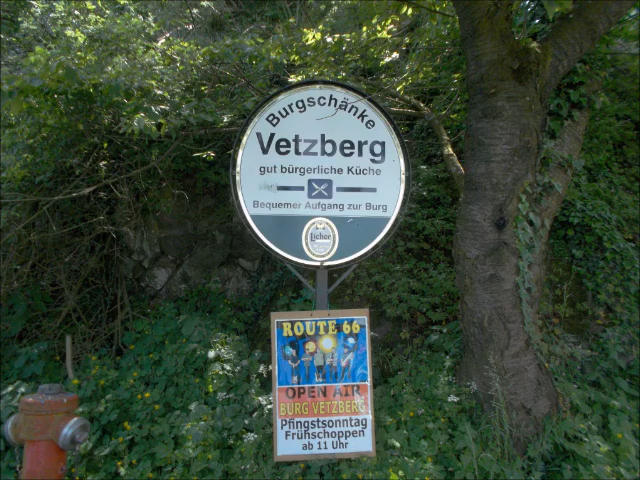 Burgschänke
Vetzberg
gut bürgerliche Küche
Bequemer Aufgang zur Burg
Licher
ROUTE 66
OPEN AIR
BURG VETZBERG
Pfingstsonntag
Frühschoppen
ab 11 Uhr